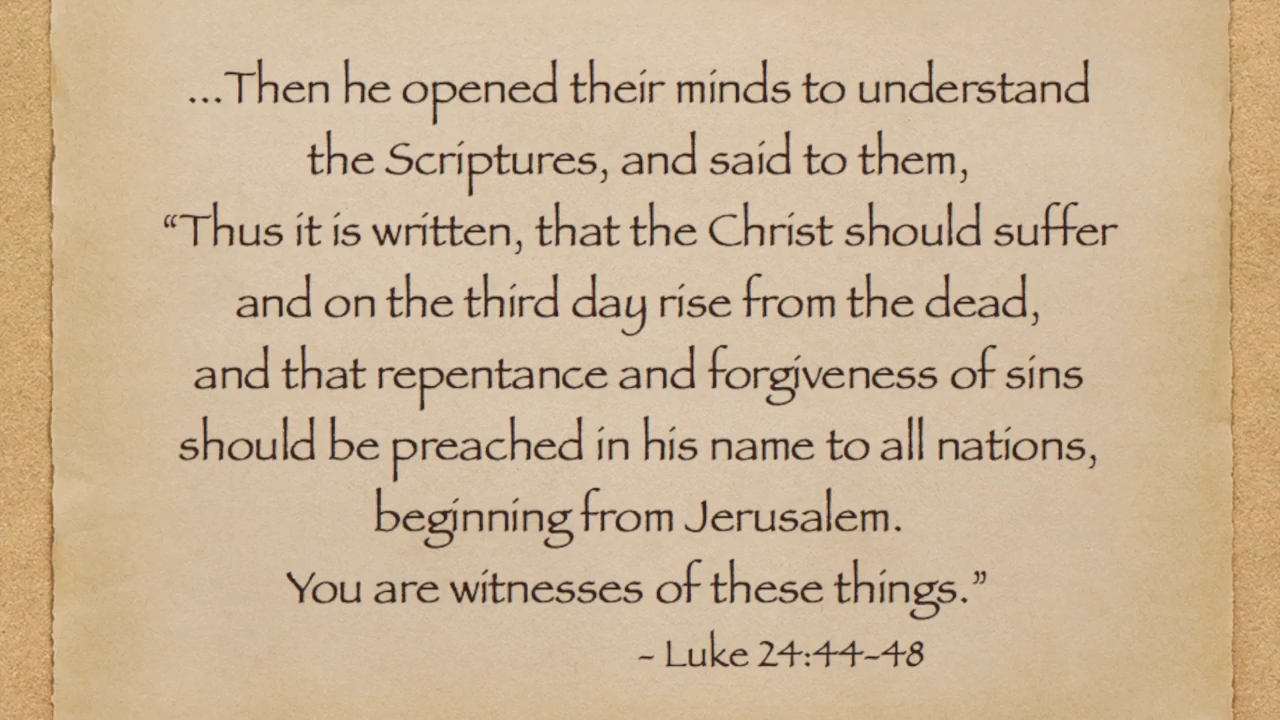 ...Then he opened their minds to understand
the Scriptures, and said to them,
“Thus it is written, that the Christ should suffer
and on the third day rise from the dead,
and that repentance and forgiveness of sins
should be preached in his name to all nations,
beginning from Jerusalem.
You are witnesses of these things.”
- Luke 24:44-48